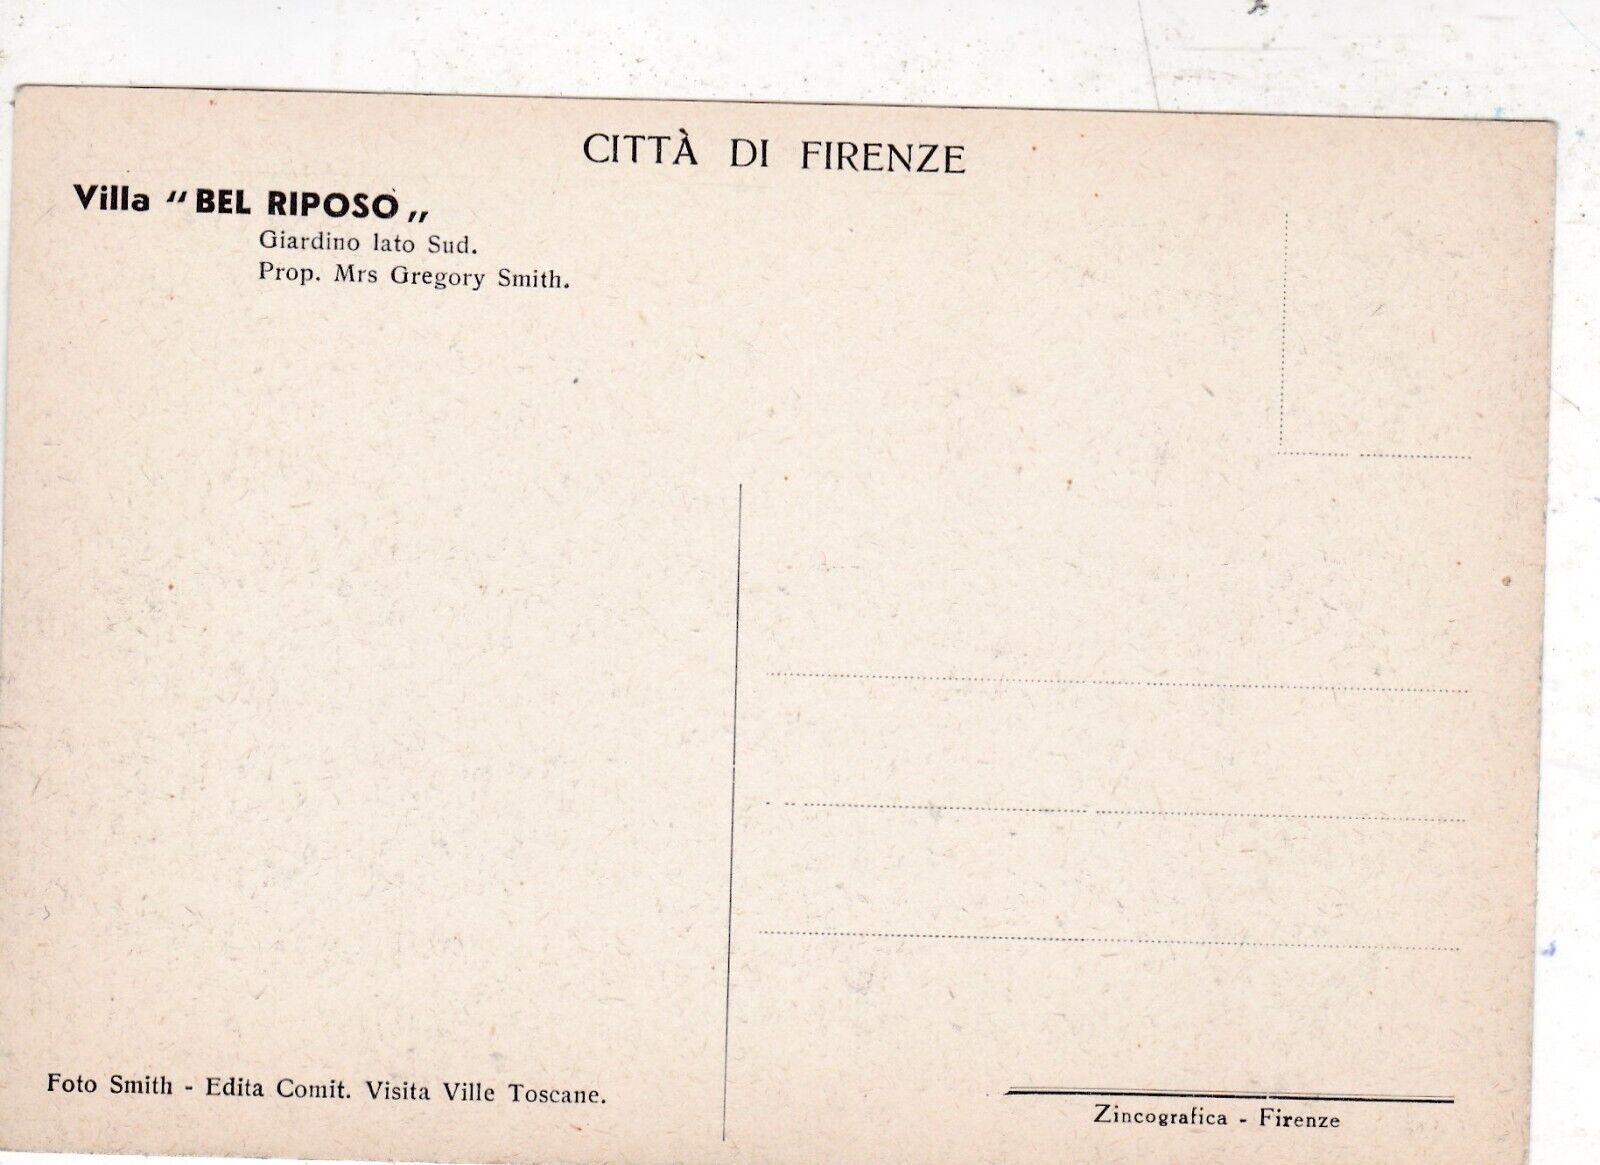 CITTÀ DI FIRENZE
Villa "BEL RIPOSO„
Giardino lato Sud.
Prop. Mrs Gregory Smith.
Foto Smith - Edita Comit. Visita Ville Toscane.
Zincografica - Firenze